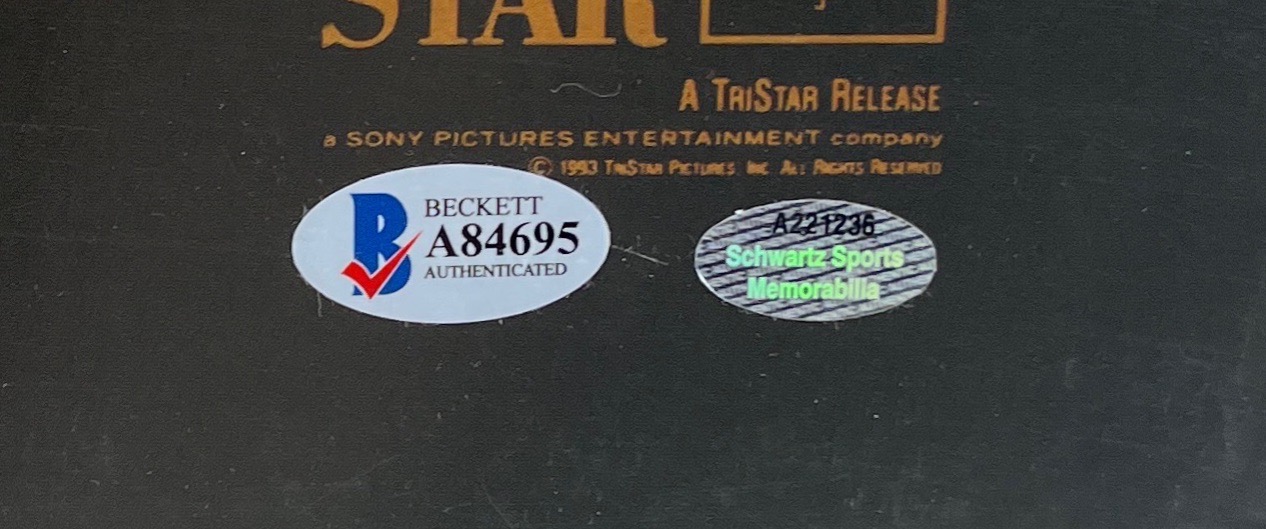 STAR
A TRISTAR RELEASE
a SONY PICTURES ENTERTAINMENT company
© 1993 TRISTAR PICTURES, INC. ALL RIGHTS RESERVED
B
BECKETT
A84695
AUTHENTICATED
A221236
Schwartz Sports
Memorabilia